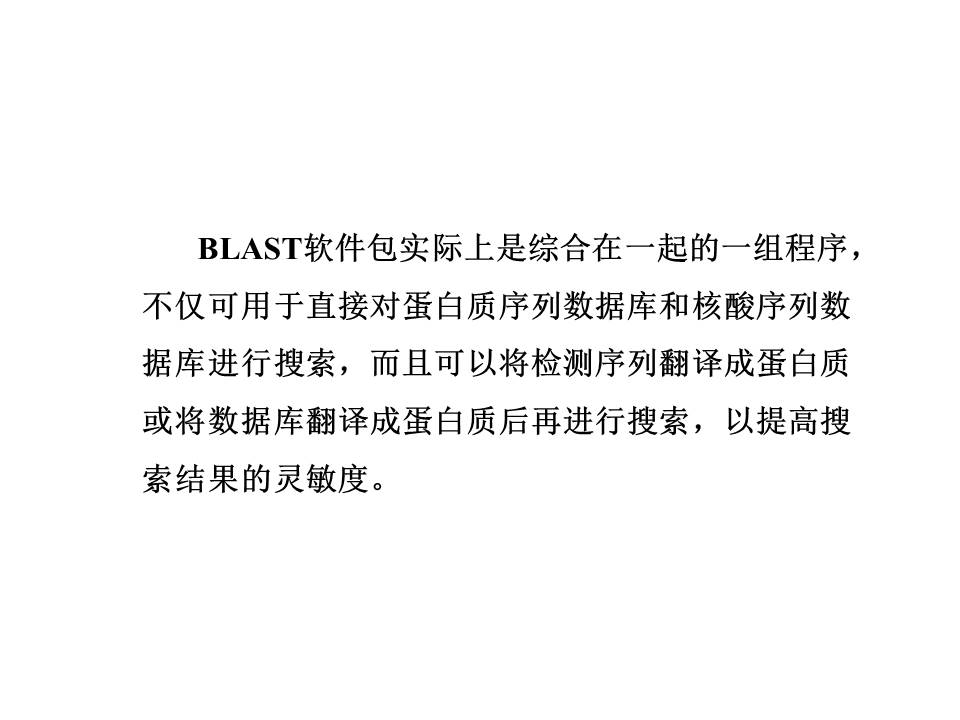 BLAST软件包实际上是综合在一起的一组程序，
不仅可用于直接对蛋白质序列数据库和核酸序列数
据库进行搜索，而且可以将检测序列翻译成蛋白质
或将数据库翻译成蛋白质后再进行搜索，以提高搜
索结果的灵敏度。